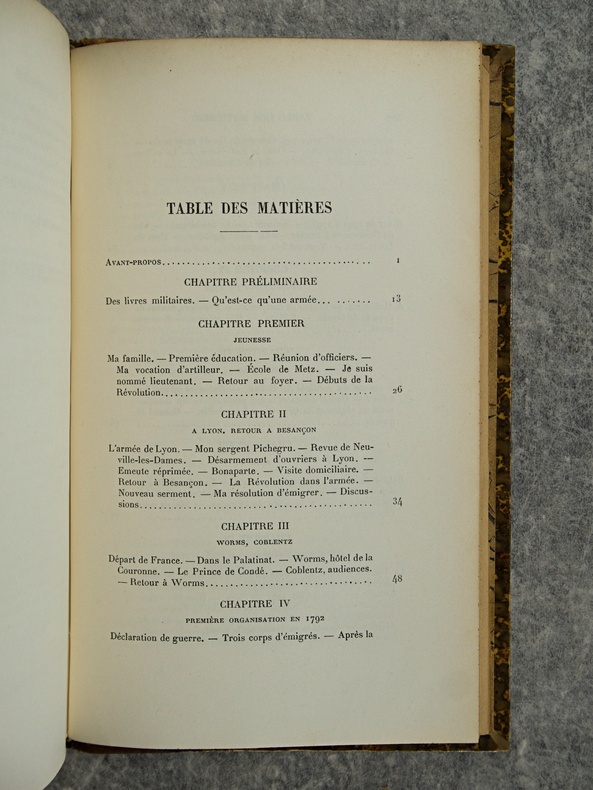 TABLE DES MATIÈRES
AVANT-PROPOS........................................ 1
CHAPITRE PRÉLIMINAIRE
Des livres militaires. — Qu'est-ce qu'une armée... ....... 13
CHAPITRE PREMIER
JEUNESSE
Ma famille. — Première éducation. — Réunion d'officiers. —
Ma vocation d'artilleur. — École de Metz. — Je suis
nommé lieutenant. — Retour au foyer. — Débuts de la
Révolution........................................ 26
CHAPITRE II
A LYON. RETOUR A BESANÇON
L'armée de Lyon. — Mon sergent Pichegru. — Revue de Neu-
ville-les-Dames. — Désarmement d'ouvriers à Lyon. —
Emeute réprimée. — Bonaparte. — Visite domiciliaire. —
Retour à Besançon. — La Révolution dans l'armée. —
Nouveau serment. — Ma résolution d'émigrer. — Discus-
sions............................................ 34
CHAPITRE III
WORMS, COBLENTZ
Départ de France. — Dans le Palatinat. — Worms, hôtel de la
Couronne. — Le Prince de Condé. — Coblentz, audiences.
— Retour à Worms................................ 48
CHAPITRE IV
PREMIÈRE ORGANISATION EN 1792
Déclaration de guerre. — Trois corps d'émigrés. — Après la